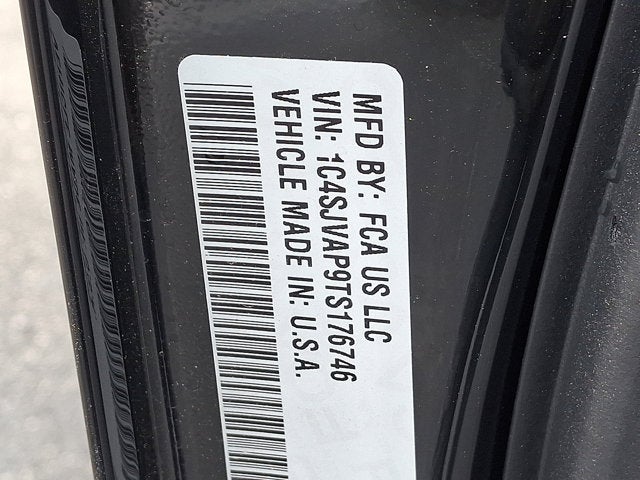 MFD BY: FCA US LLC
VIN: 1C4SJVAP9TS176746
VEHICLE MADE IN: U.S.A.